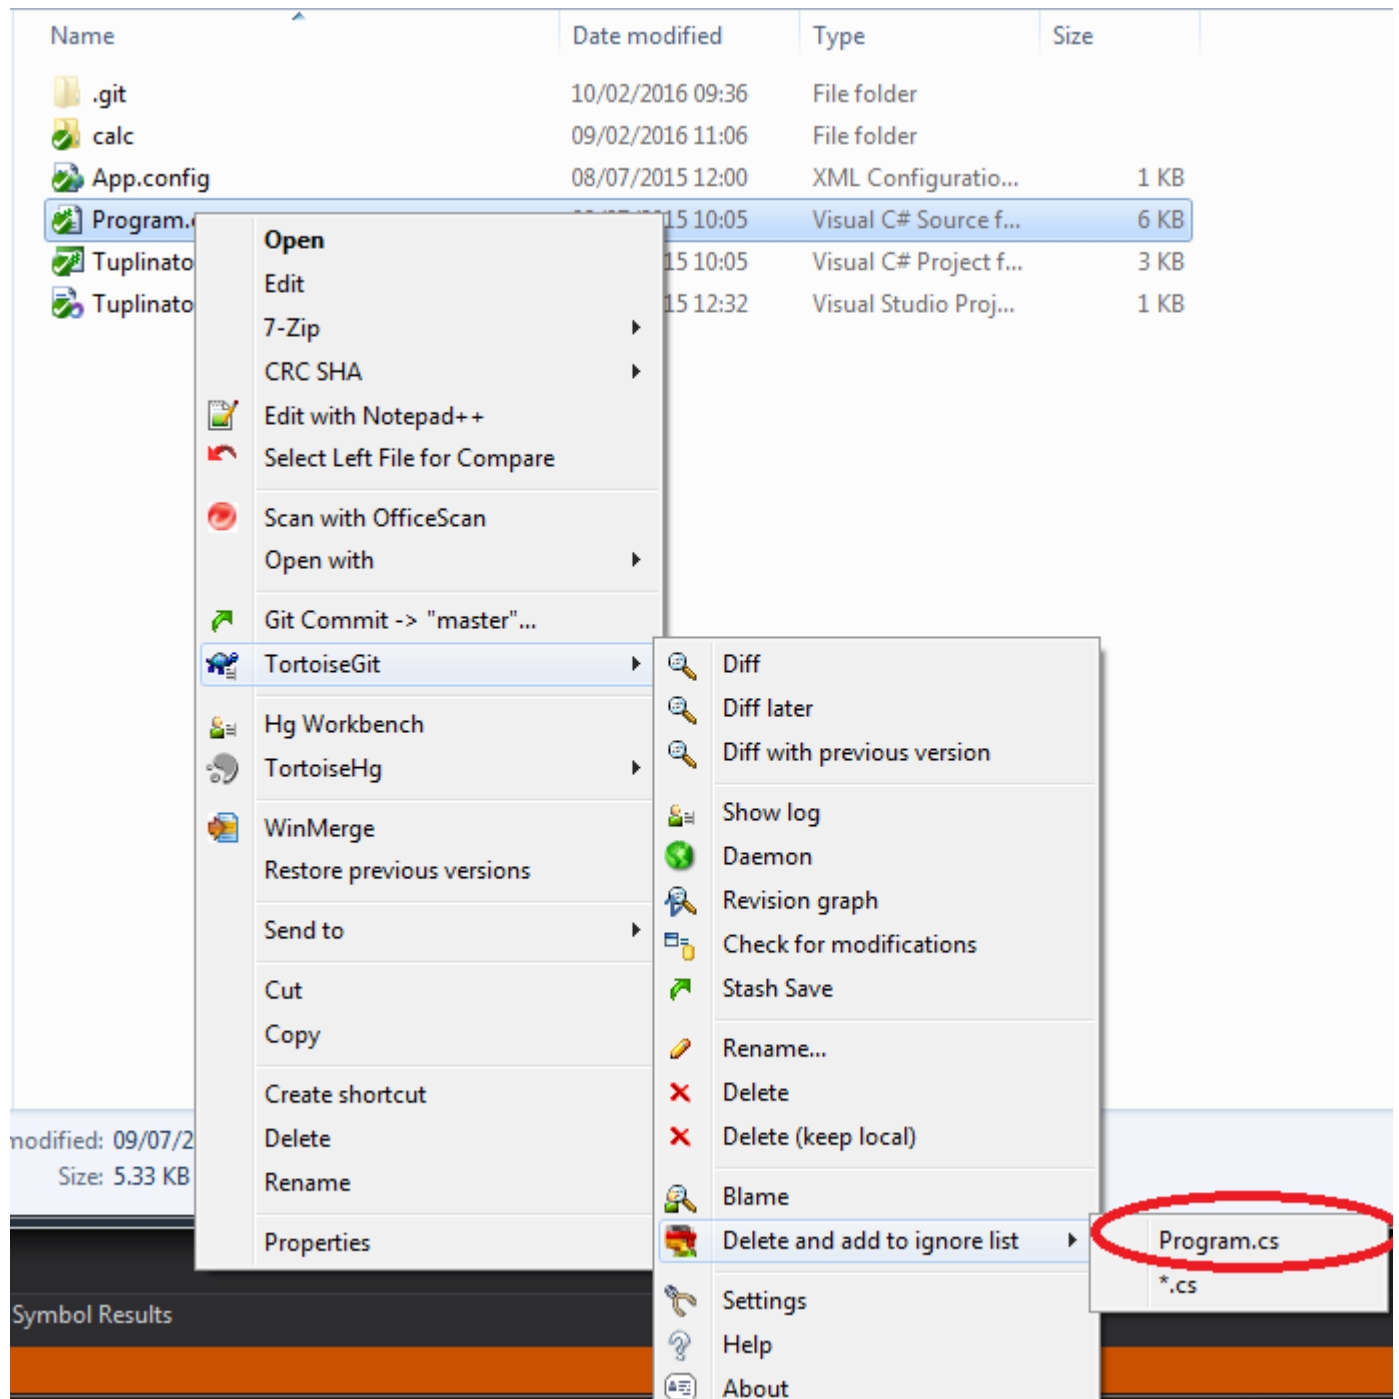 Name Date modified Type Size
.git 10/02/2016 09:36 File folder
calc 09/02/2016 11:06 File folder
App.config 08/07/2015 12:00 XML Configuratio... 1 KB
Program. 15 10:05 Visual C# Source f... 6 KB
Tuplinato 15 10:05 Visual C# Project f... 3 KB
Tuplinato 15 12:32 Visual Studio Proj... 1 KB
Open
Edit
7-Zip
CRC SHA
Edit with Notepad++
Select Left File for Compare
Scan with OfficeScan
Open with
Git Commit -> "master"...
TortoiseGit
Hg Workbench
TortoiseHg
WinMerge
Restore previous versions
Send to
Cut
Copy
Create shortcut
Delete
Rename
Properties
Diff
Diff later
Diff with previous version
Show log
Daemon
Revision graph
Check for modifications
Stash Save
Rename...
Delete
Delete (keep local)
Blame
Delete and add to ignore list
Settings
Help
About
Program.cs
*.cs
modified: 09/07/2
Size: 5.33 KB
Symbol Results